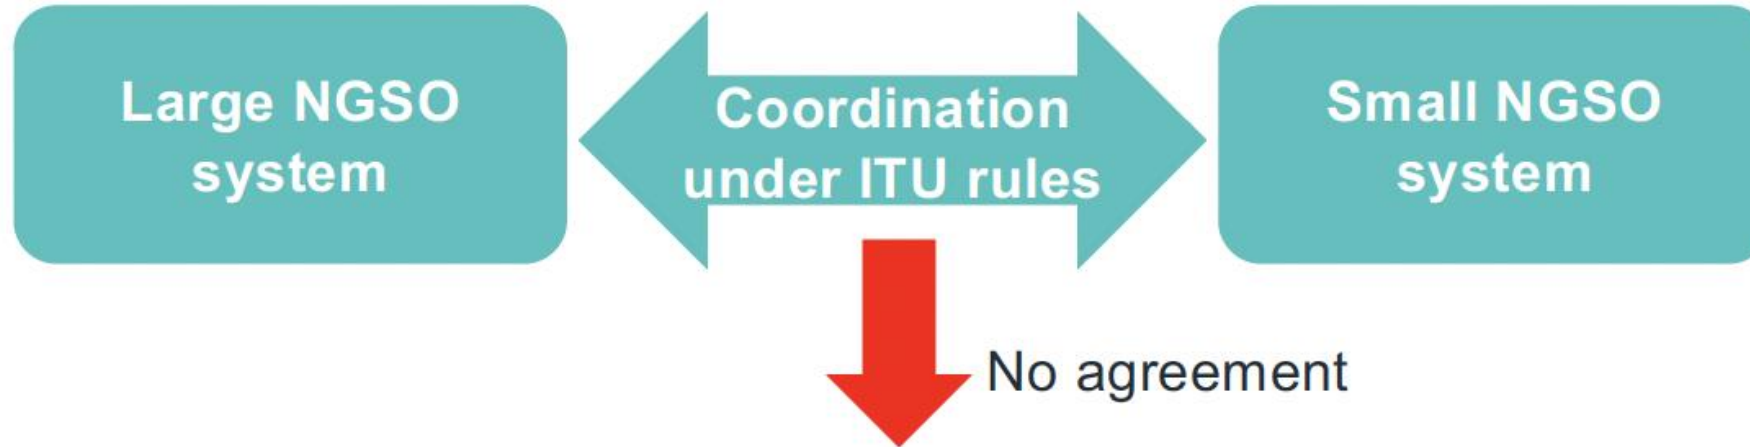 Large NGSO
system
Coordination
under ITU rules
Small NGSO
system
No agreement